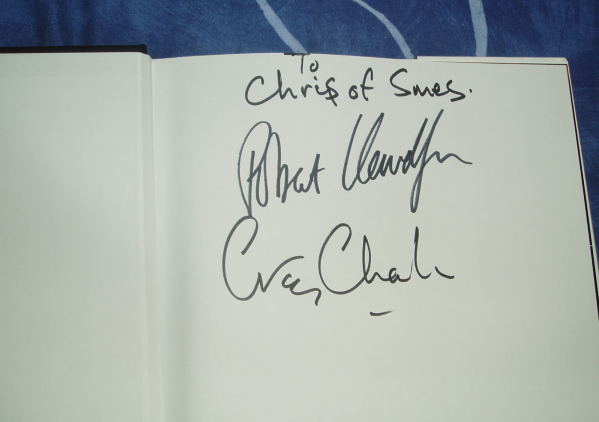 To
Chris of Smeg.
Robert Llewellyn
Craig Charles